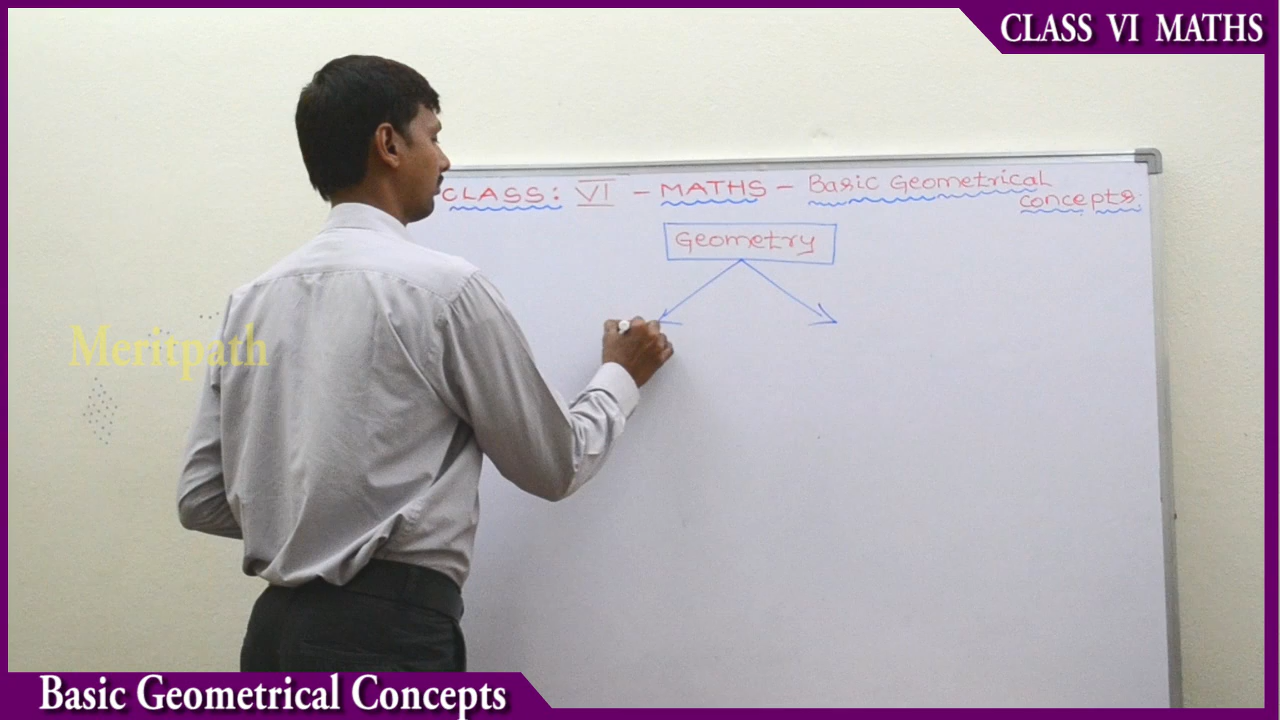 CLASS VI MATHS
CLASS: VI - MATHS - Basic Geometrical
concepts:
Geometry
Meritpath
Basic Geometrical Concepts